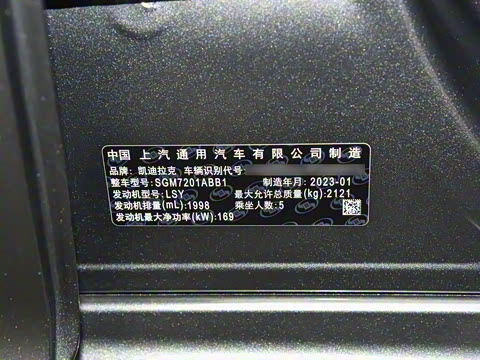 中国 上汽通用汽车有限公司制造
品牌: 凯迪拉克 车辆识别代号
整车型号:SGM7201ABB1 制造年月: 2023-01
发动机型号:LSY 最大允许总质量(kg):2121
发动机排量(mL):1998 乘坐人数:5
发动机最大净功率(kW):169